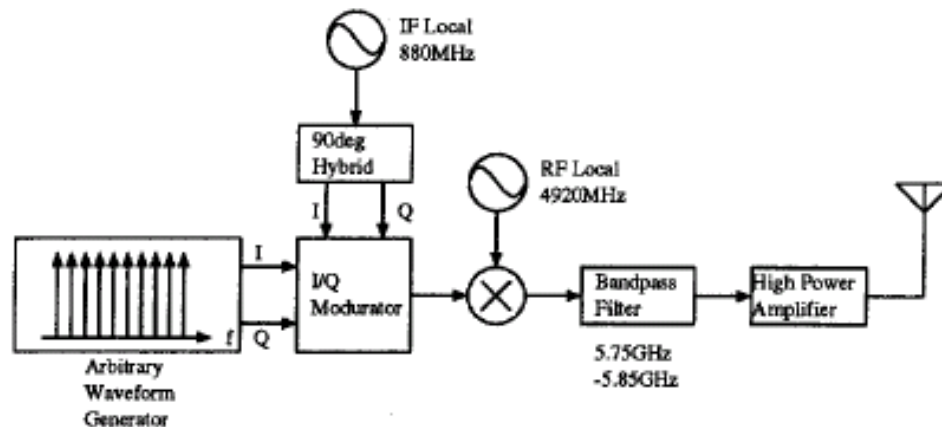 IF Local
880MHz
90deg
Hybrid
RF Local
4920MHz
I
Q
I
I/Q
Modurator
f
Q
Bandpass
Filter
High Power
Amplifier
5.75GHz
-5.85GHz
Arbitrary
Waveform
Generator